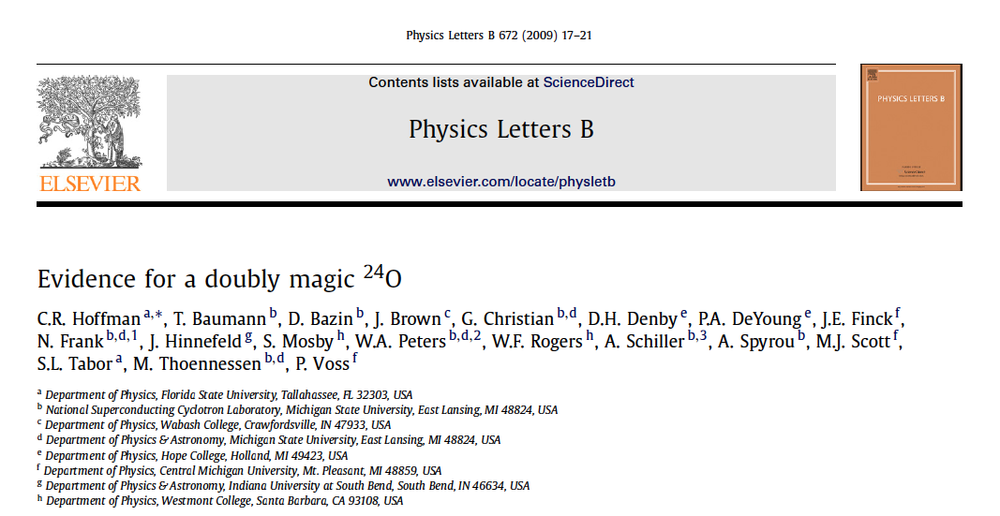 Physics Letters B 672 (2009) 17–21
Contents lists available at ScienceDirect
Physics Letters B
www.elsevier.com/locate/physletb
ELSEVIER
PHYSICS LETTERS B
Evidence for a doubly magic ²⁴O
C.R. Hoffman ᵃ,*, T. Baumann ᵇ, D. Bazin ᵇ, J. Brown ᶜ, G. Christian ᵇ,ᵈ, D.H. Denby ᵉ, P.A. DeYoung ᵉ, J.E. Finck ᶠ,
N. Frank ᵇ,ᵈ,¹, J. Hinnefeld ᵍ, S. Mosby ʰ, W.A. Peters ᵇ,ᵈ,², W.F. Rogers ʰ, A. Schiller ᵇ,³, A. Spyrou ᵇ, M.J. Scott ᶠ,
S.L. Tabor ᵃ, M. Thoennessen ᵇ,ᵈ, P. Voss ᶠ
ᵃ Department of Physics, Florida State University, Tallahassee, FL 32303, USA
ᵇ National Superconducting Cyclotron Laboratory, Michigan State University, East Lansing, MI 48824, USA
ᶜ Department of Physics, Wabash College, Crawfordsville, IN 47933, USA
ᵈ Department of Physics & Astronomy, Michigan State University, East Lansing, MI 48824, USA
ᵉ Department of Physics, Hope College, Holland, MI 49423, USA
ᶠ Department of Physics, Central Michigan University, Mt. Pleasant, MI 48859, USA
ᵍ Department of Physics & Astronomy, Indiana University at South Bend, South Bend, IN 46634, USA
ʰ Department of Physics, Westmont College, Santa Barbara, CA 93108, USA